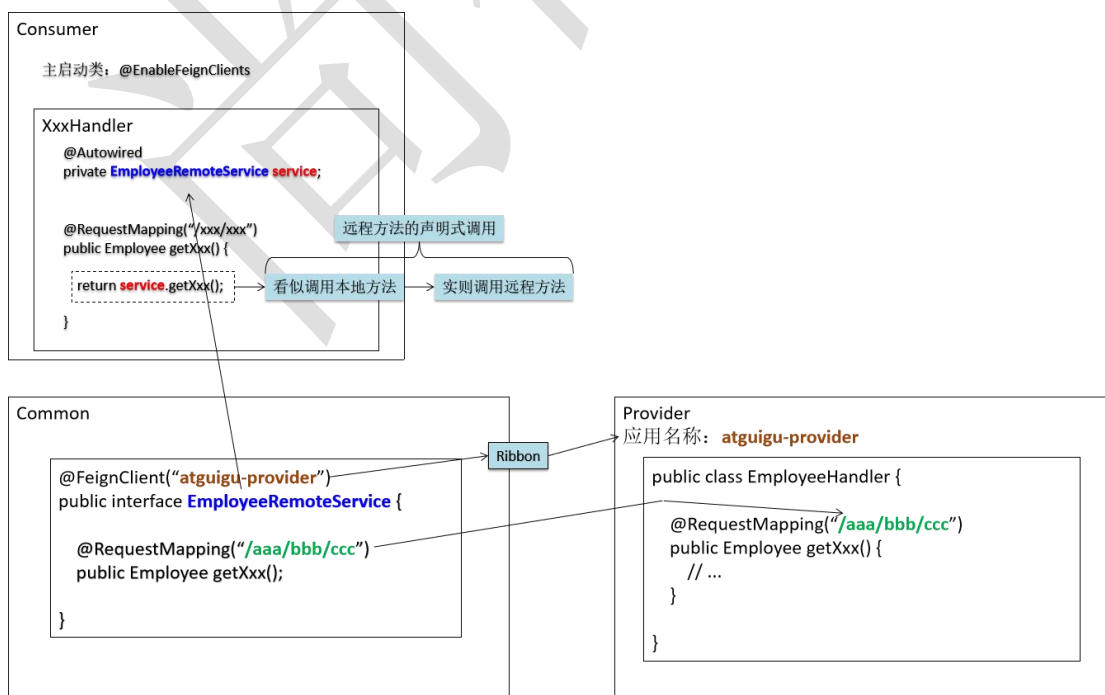 Consumer
主启动类：@EnableFeignClients
XxxHandler
@Autowired
private EmployeeRemoteService service;
@RequestMapping(“/xxx/xxx”)
public Employee getXxx() {
return service.getXxx();
}
远程方法的声明式调用
看似调用本地方法
实则调用远程方法
Common
@FeignClient(“atguigu-provider”)
public interface EmployeeRemoteService {
@RequestMapping(“/aaa/bbb/ccc”)
public Employee getXxx();
}
Ribbon
Provider
应用名称：atguigu-provider
public class EmployeeHandler {
@RequestMapping(“/aaa/bbb/ccc”)
public Employee getXxx() {
// ...
}
}